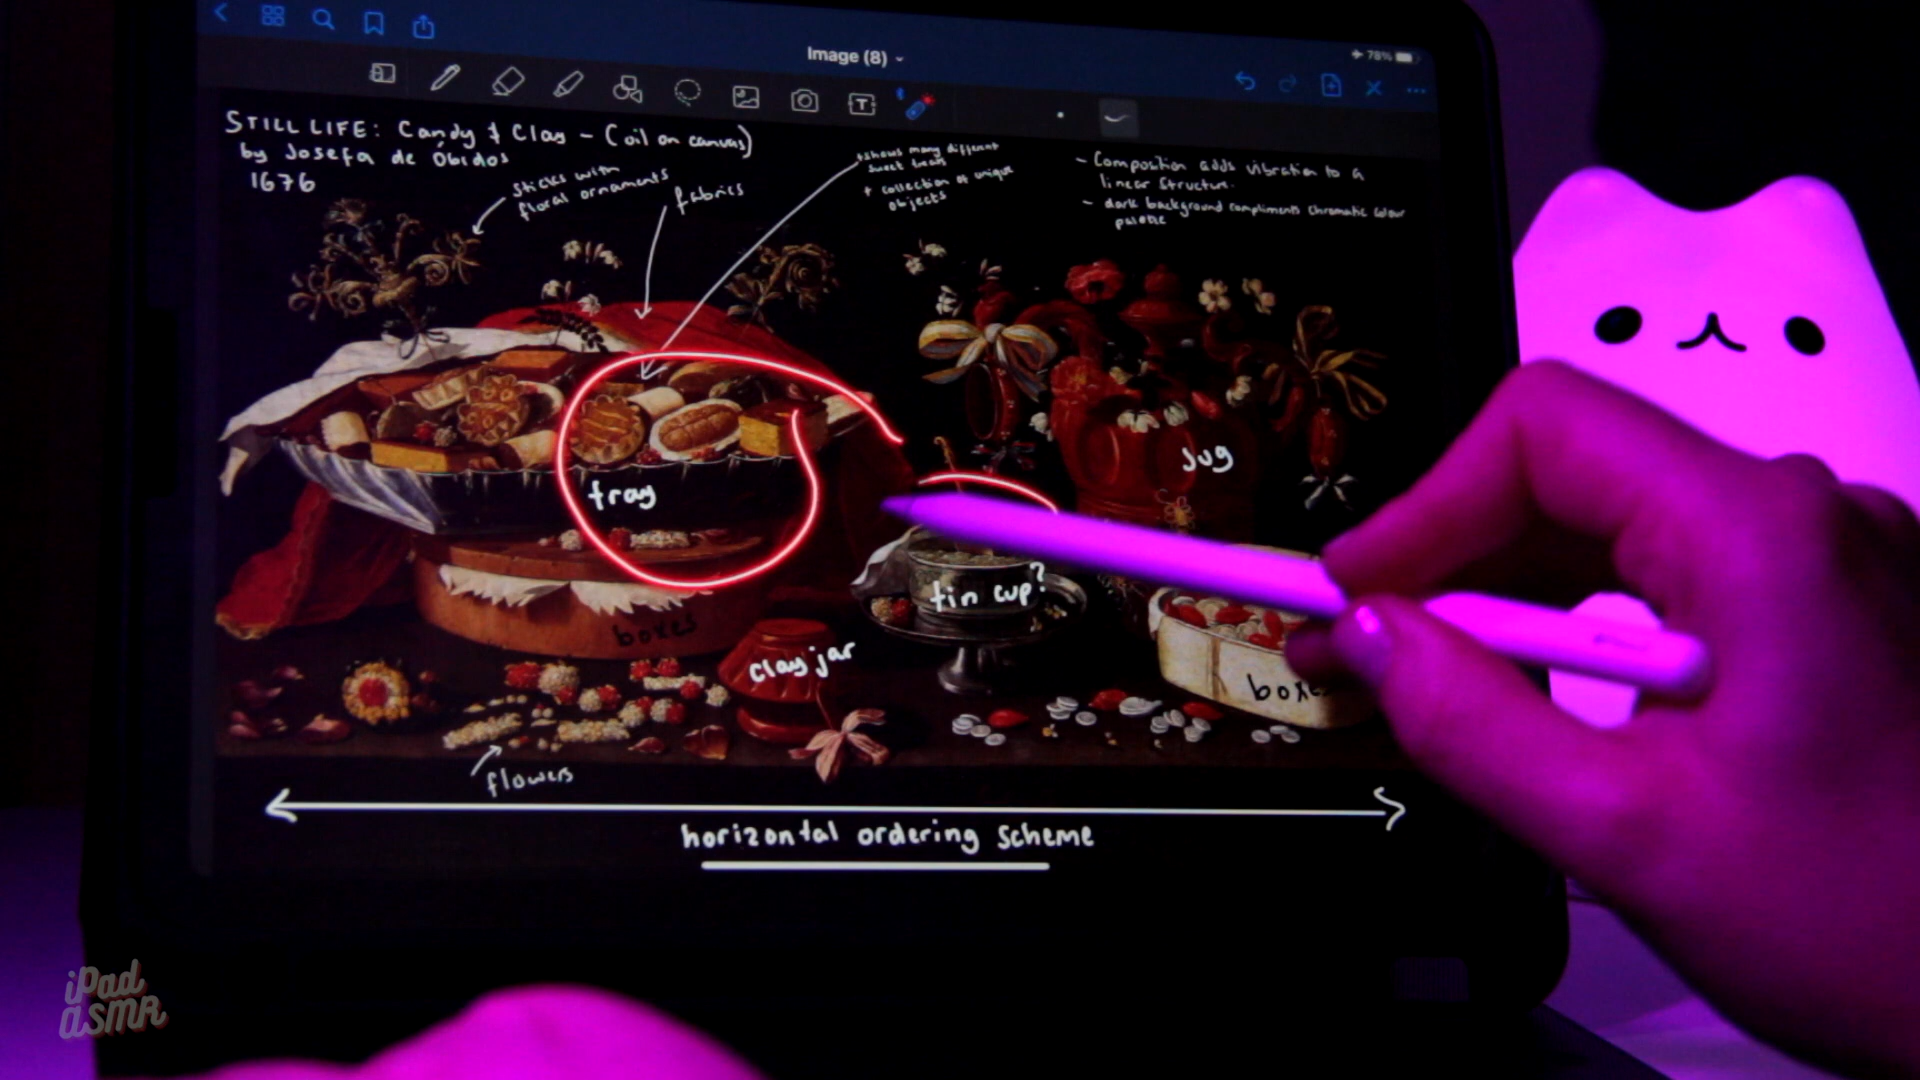 Image (8)
78%
STILL LIFE: Candy & Clay - (oil on canvas)
by Josefa de Óbidos
1676
sticks with
floral ornaments
fabrics
+shows many different
sweet treats
+ collection of unique
objects
- Composition adds vibration to a
linear structure.
- dark background compliments chromatic colour
palette
jug
tray
tin cup?
boxes
clay jar
boxes
flowers
horizontal ordering scheme
iPad
ASMR